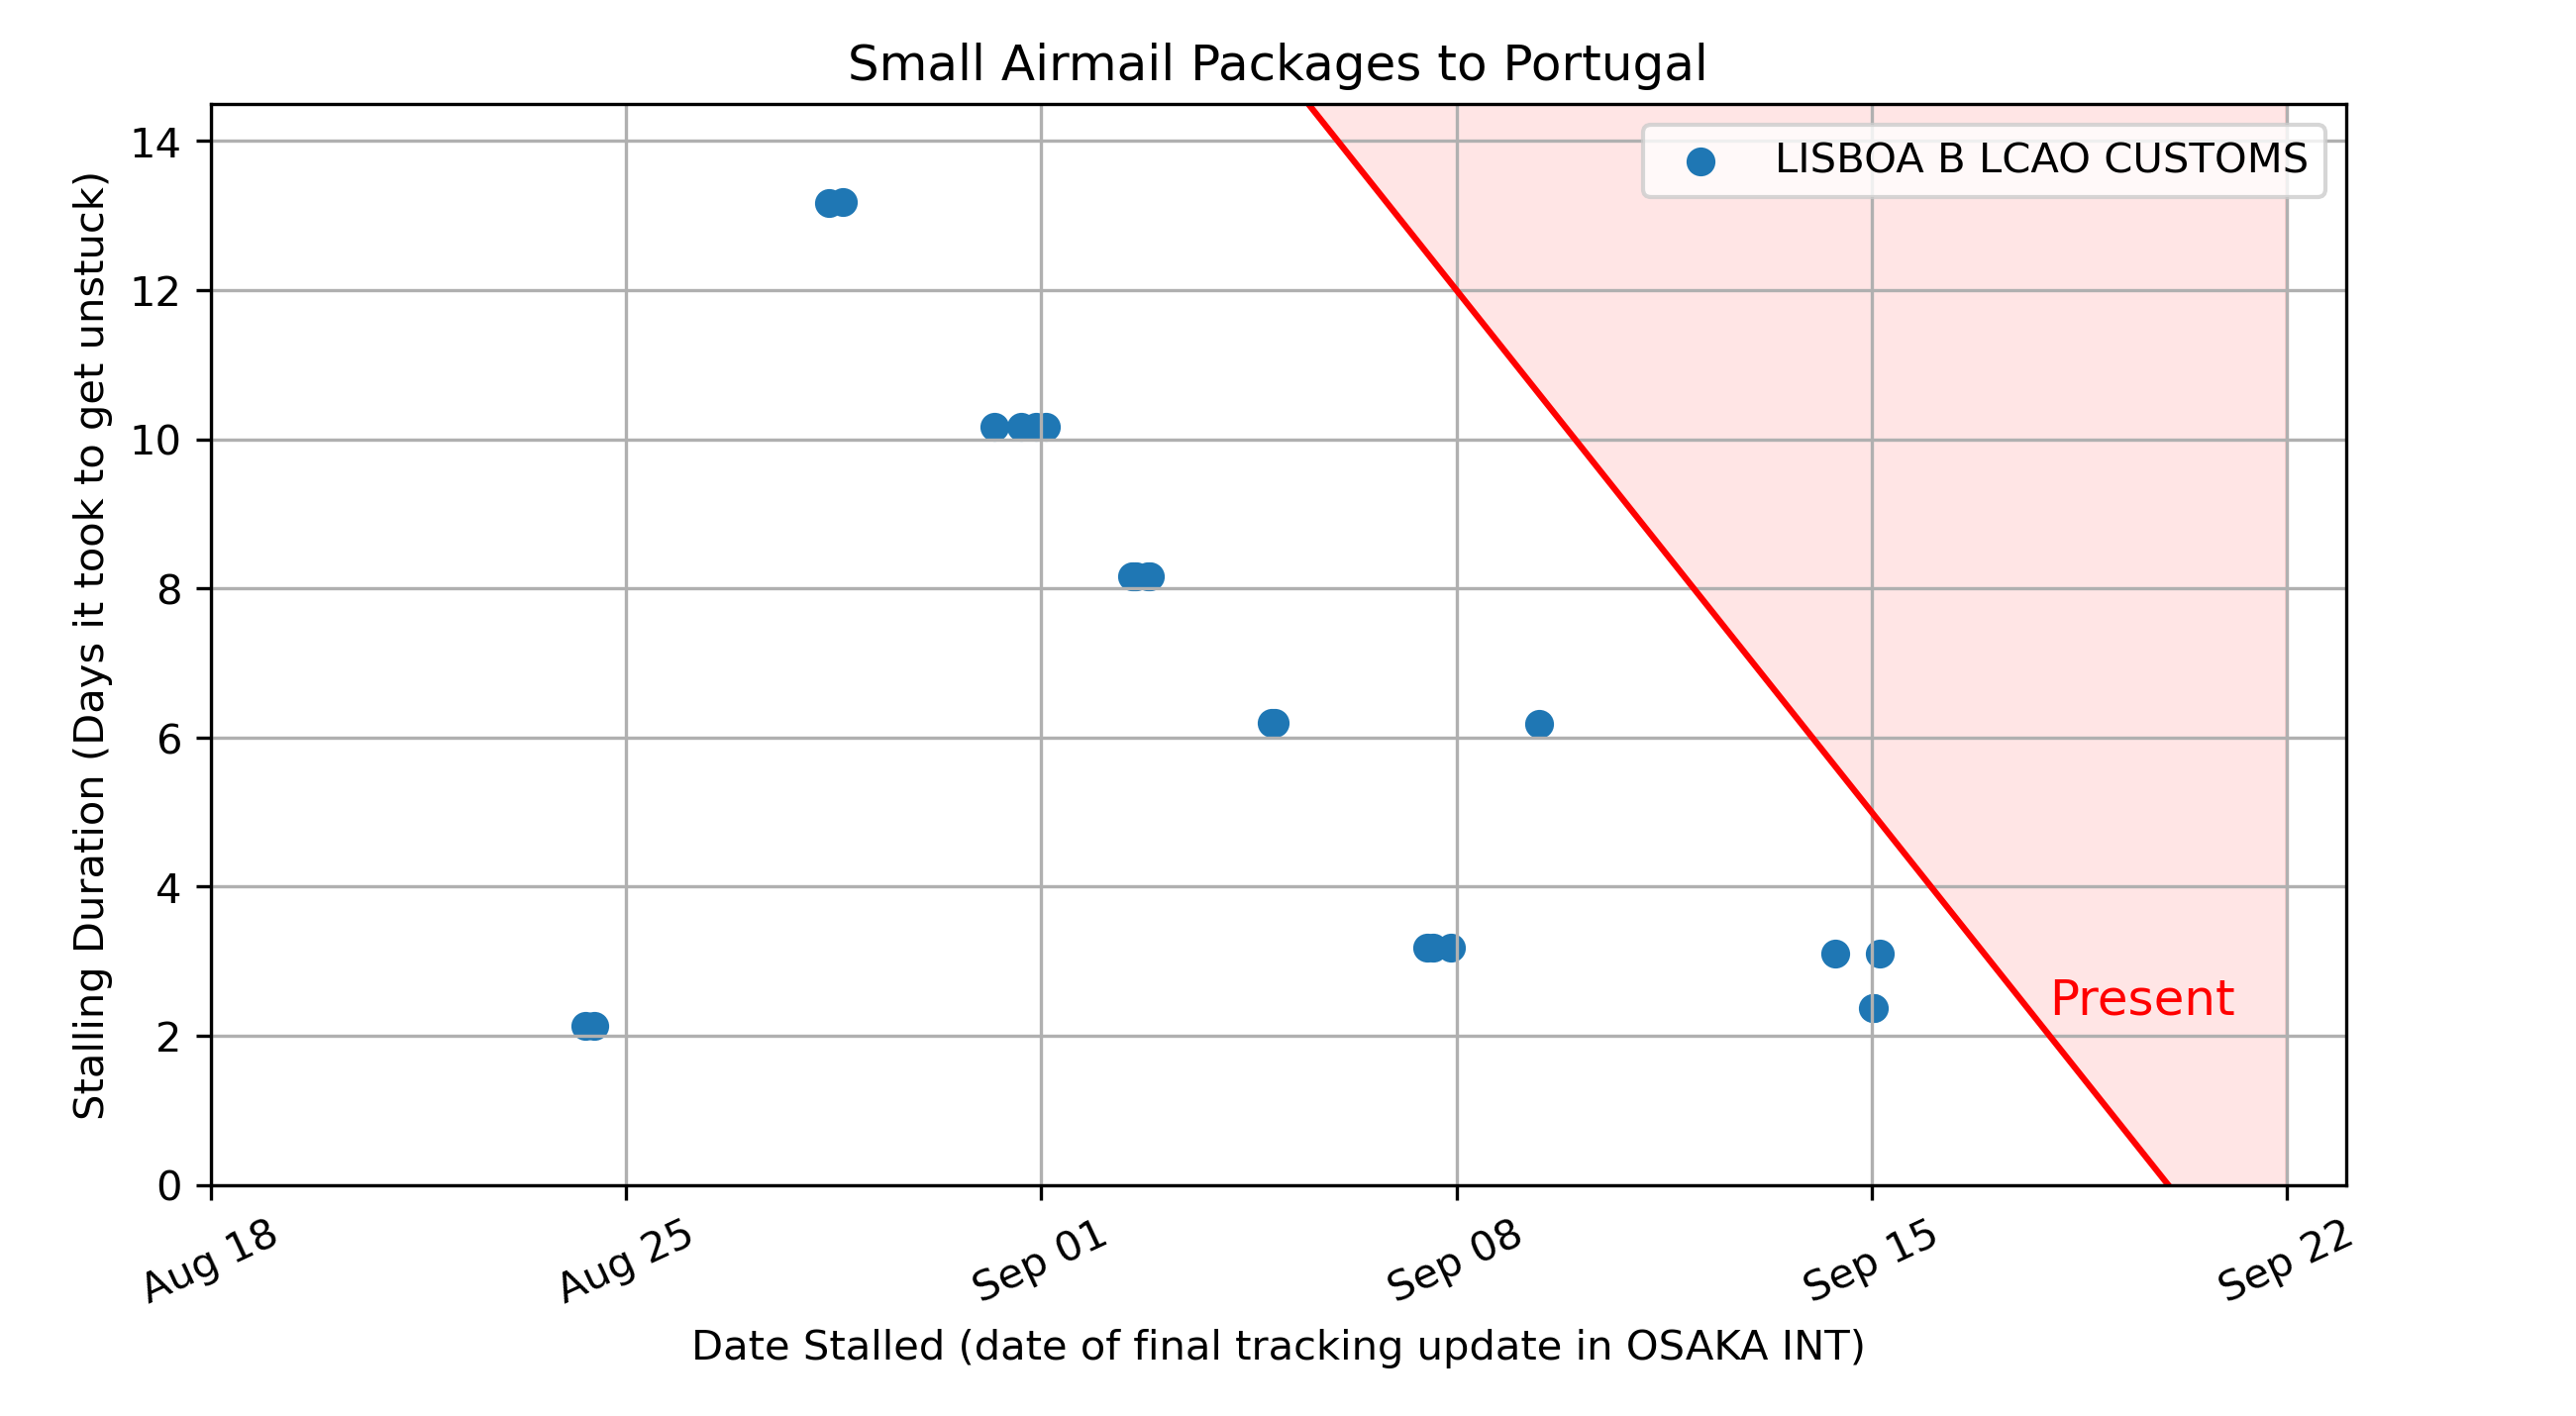 Small Airmail Packages to Portugal
LISBOA B LCAO CUSTOMS
Stalling Duration (Days it took to get unstuck)
14
12
10
8
6
4
2
0
Present
Aug 18
Aug 25
Sep 01
Sep 08
Sep 15
Sep 22
Date Stalled (date of final tracking update in OSAKA INT)